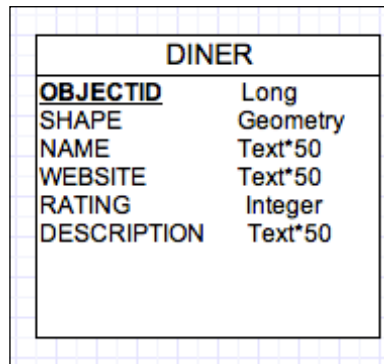 DINER
OBJECTID Long
SHAPE Geometry
NAME Text*50
WEBSITE Text*50
RATING Integer
DESCRIPTION Text*50